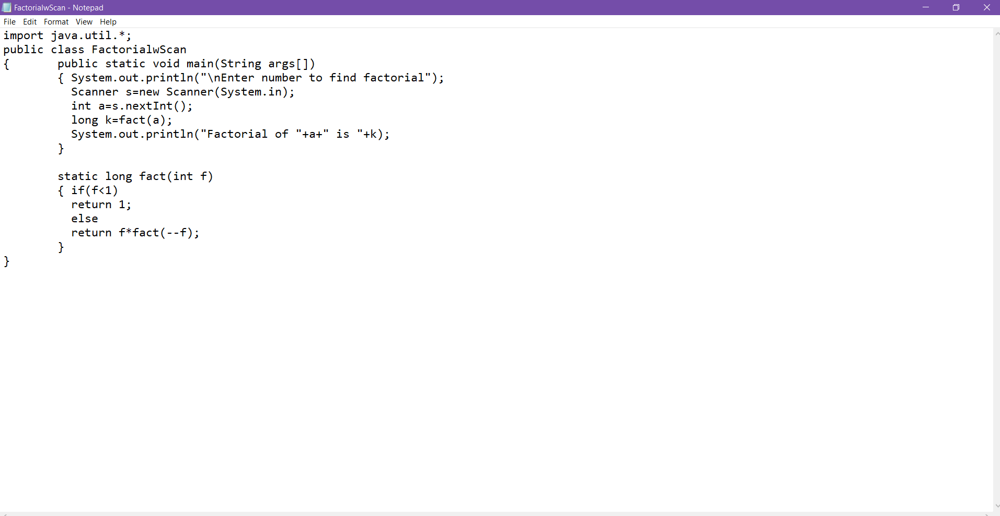 FactorialwScan - Notepad
File Edit Format View Help
import java.util.*;
public class FactorialwScan
{       public static void main(String args[])
        { System.out.println("\nEnter number to find factorial");
          Scanner s=new Scanner(System.in);
          int a=s.nextInt();
          long k=fact(a);
          System.out.println("Factorial of "+a+" is "+k);
        }

        static long fact(int f)
        { if(f<1)
          return 1;
          else
          return f*fact(--f);
        }
}